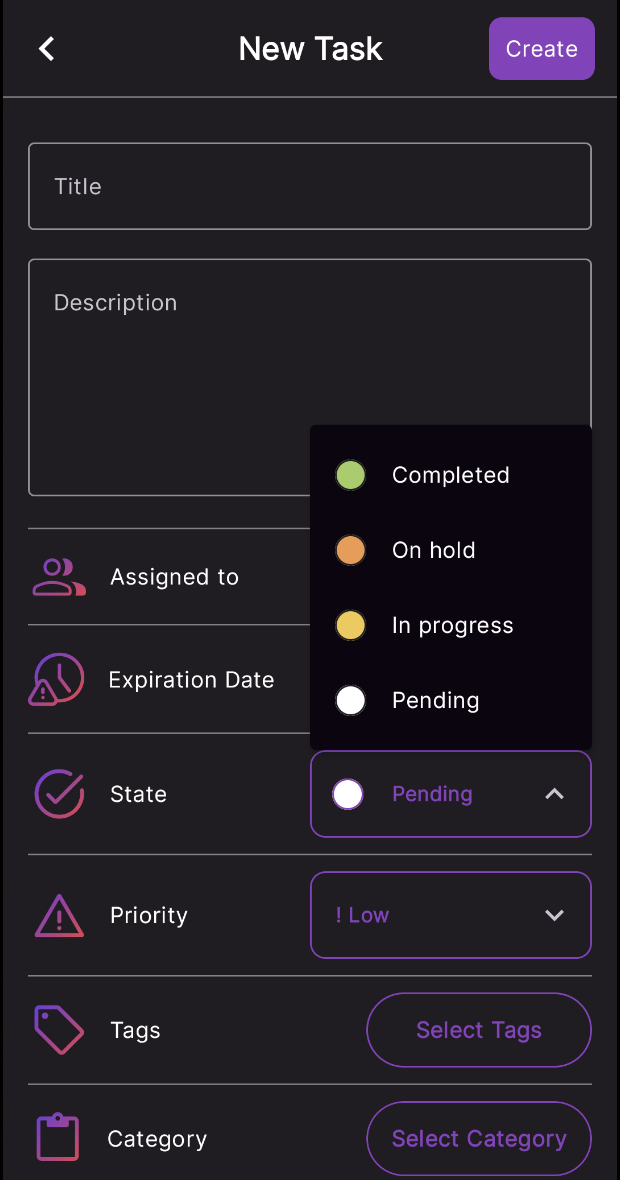 New Task
Create
Title
Description
Completed
On hold
In progress
Pending
Assigned to
Expiration Date
State
Pending
Priority
! Low
Tags
Select Tags
Category
Select Category